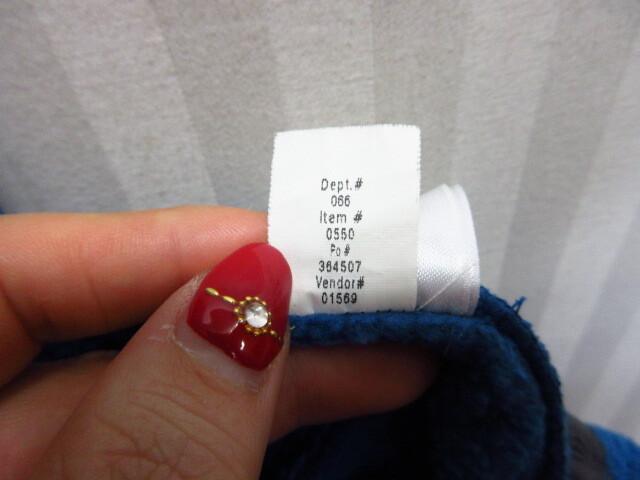 Dept.#
066
Item #
0550
Po#
364507
Vendor#
01569